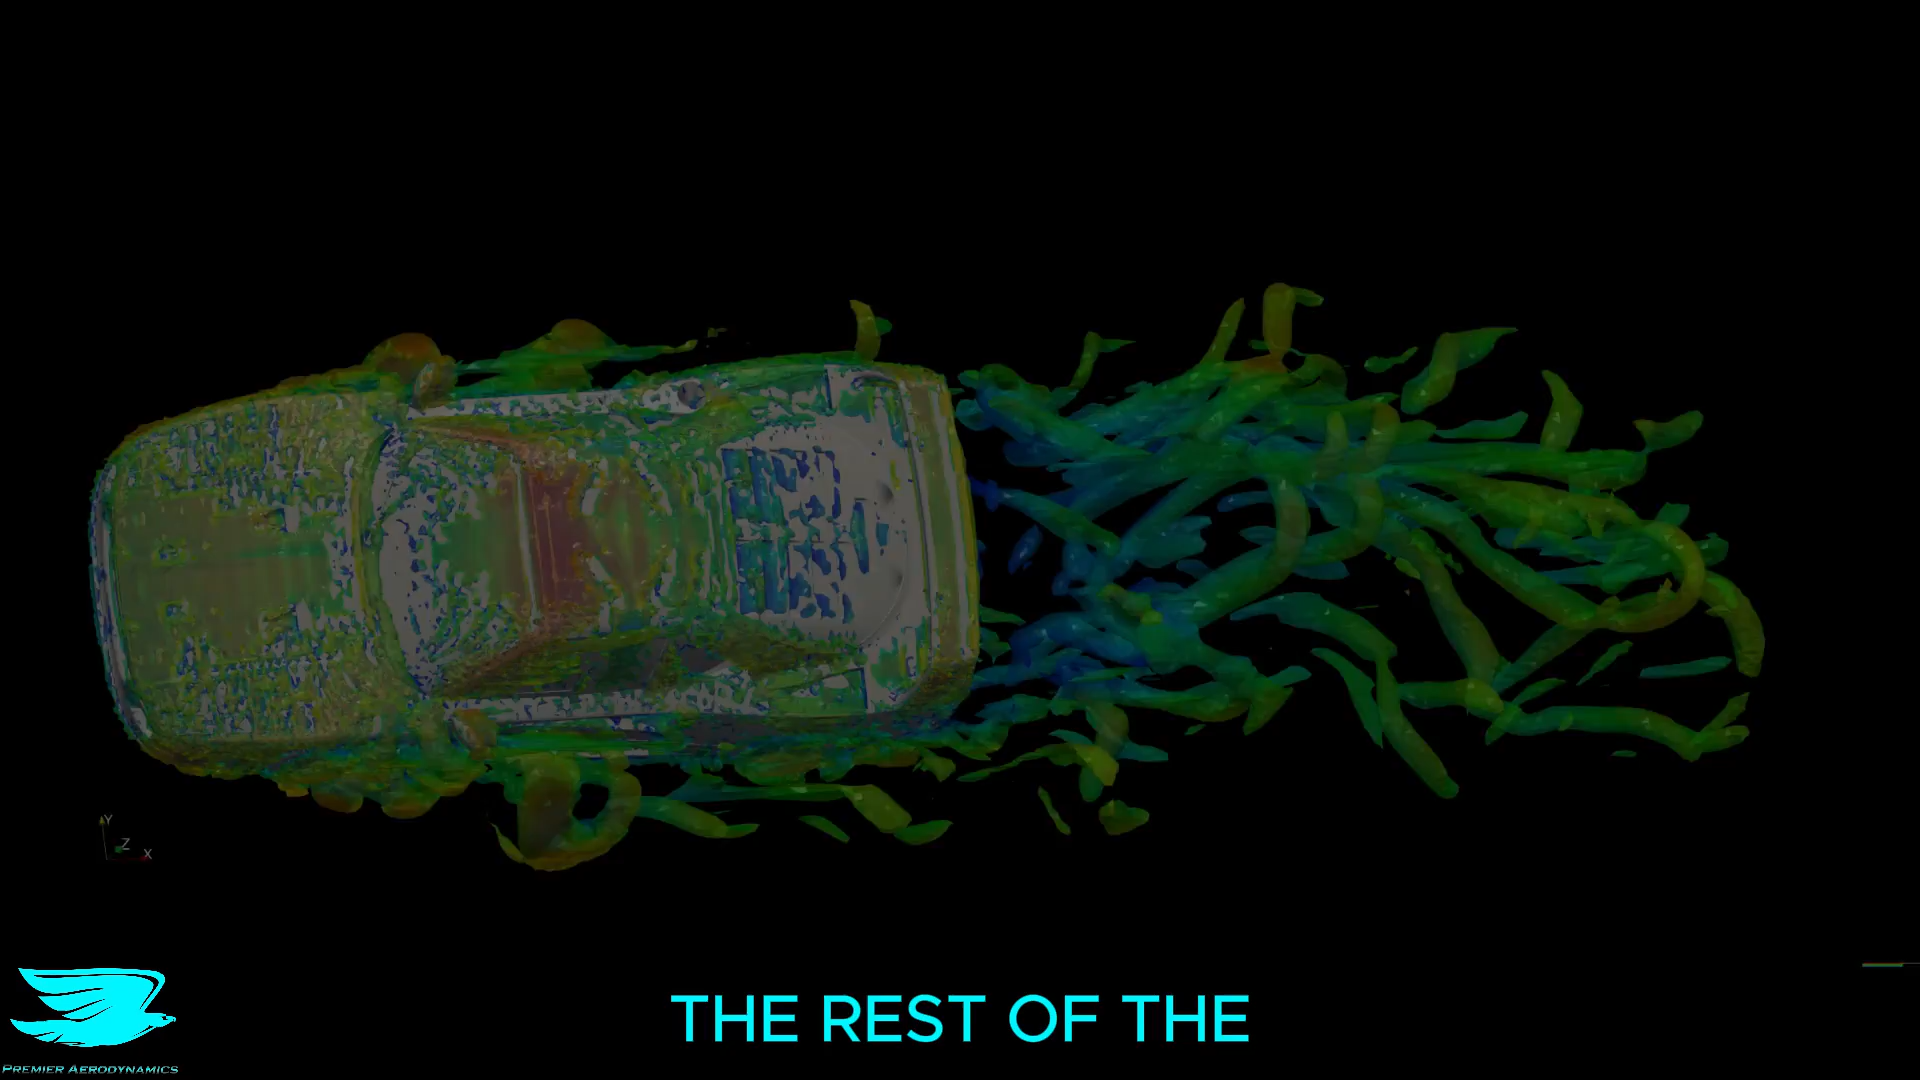 Y
Z
X
THE REST OF THE
PREMIER AERODYNAMICS